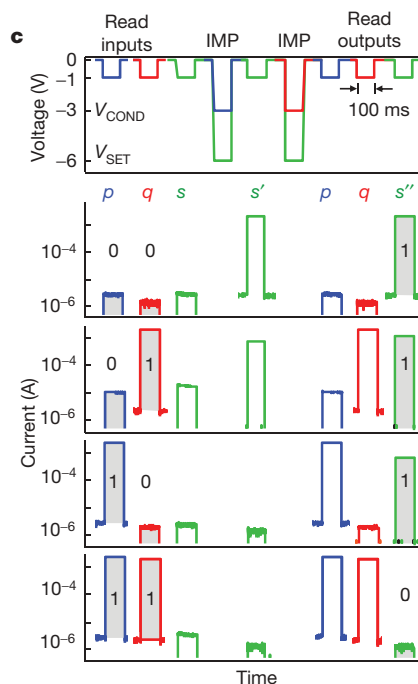 c
Read inputs
IMP
IMP
Read outputs
Voltage (V)
0
−1
−3
−6
V_COND
V_SET
100 ms
p q s s′ p q s″
10⁻⁴
10⁻⁶
0 0 1
10⁻⁴
10⁻⁶
0 1 1
Current (A)
10⁻⁴
10⁻⁶
1 0 1
10⁻⁴
10⁻⁶
1 1 0
Time